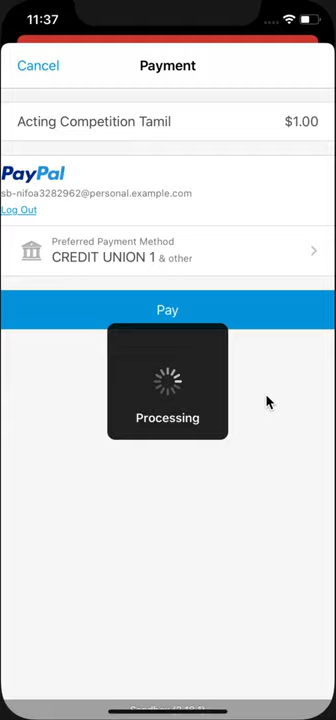 11:37
Cancel
Payment
Acting Competition Tamil
$1.00
PayPal
sb-nifoa3282962@personal.example.com
Log Out
Preferred Payment Method
CREDIT UNION 1 & other
Pay
Processing